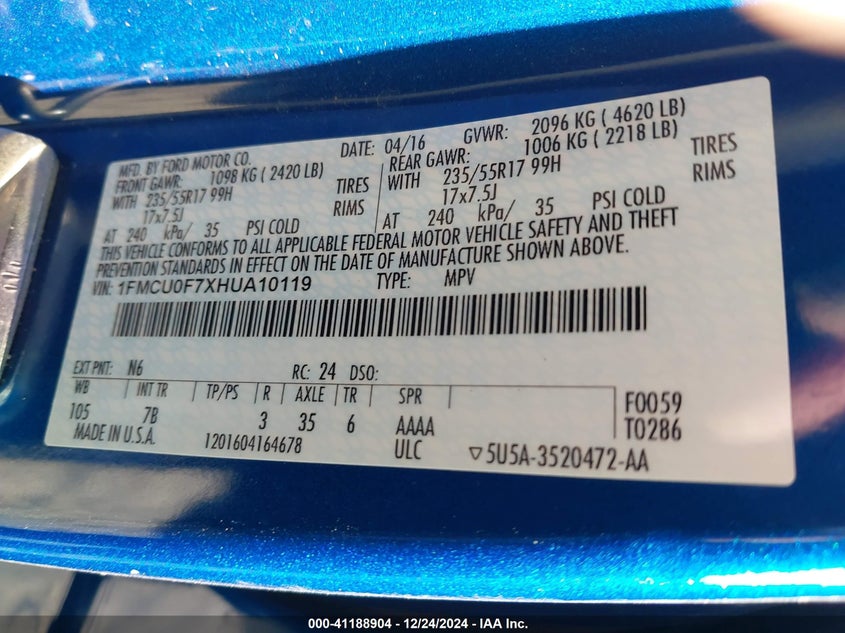 MFD. BY FORD MOTOR CO. DATE: 04/16 GVWR: 2096 KG ( 4620 LB)
FRONT GAWR: 1098 KG ( 2420 LB) REAR GAWR: 1006 KG ( 2218 LB)
WITH 235/55R17 99H TIRES WITH 235/55R17 99H TIRES
17x7.5J RIMS 17x7.5J RIMS
AT 240 kPa/ 35 PSI COLD AT 240 kPa/ 35 PSI COLD
THIS VEHICLE CONFORMS TO ALL APPLICABLE FEDERAL MOTOR VEHICLE SAFETY AND THEFT
PREVENTION STANDARDS IN EFFECT ON THE DATE OF MANUFACTURE SHOWN ABOVE.
VIN: 1FMCU0F7XHUA10119 TYPE: MPV
EXT PNT: N6 RC: 24 DSO:
WB INT TR TP/PS R AXLE TR SPR
105 7B 3 35 6 AAAA F0059
MADE IN U.S.A. 1201604164678 ULC ▽5U5A-3520472-AA T0286
000-41188904 - 12/24/2024 - IAA Inc.